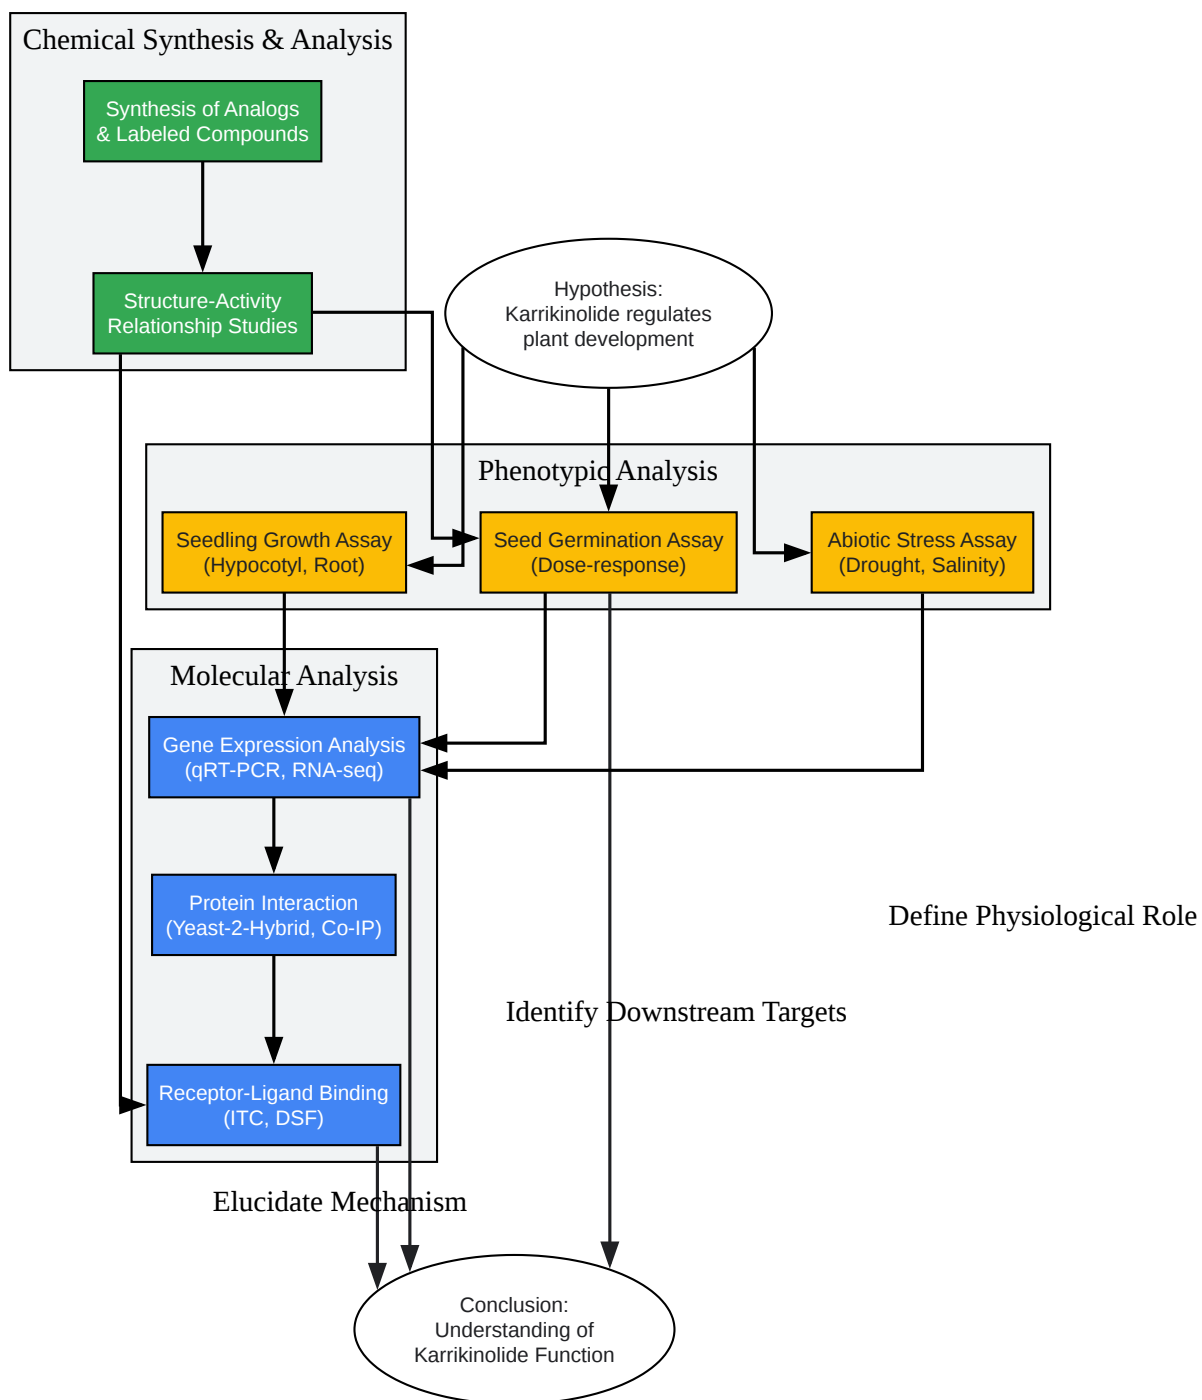 Chemical Synthesis & Analysis
Synthesis of Analogs
& Labeled Compounds
Structure-Activity
Relationship Studies
Hypothesis:
Karrikinolide regulates
plant development
Phenotypic Analysis
Seedling Growth Assay
(Hypocotyl, Root)
Seed Germination Assay
(Dose-response)
Abiotic Stress Assay
(Drought, Salinity)
Molecular Analysis
Gene Expression Analysis
(qRT-PCR, RNA-seq)
Protein Interaction
(Yeast-2-Hybrid, Co-IP)
Define Physiological Role
Identify Downstream Targets
Receptor-Ligand Binding
(ITC, DSF)
Elucidate Mechanism
Conclusion:
Understanding of
Karrikinolide Function